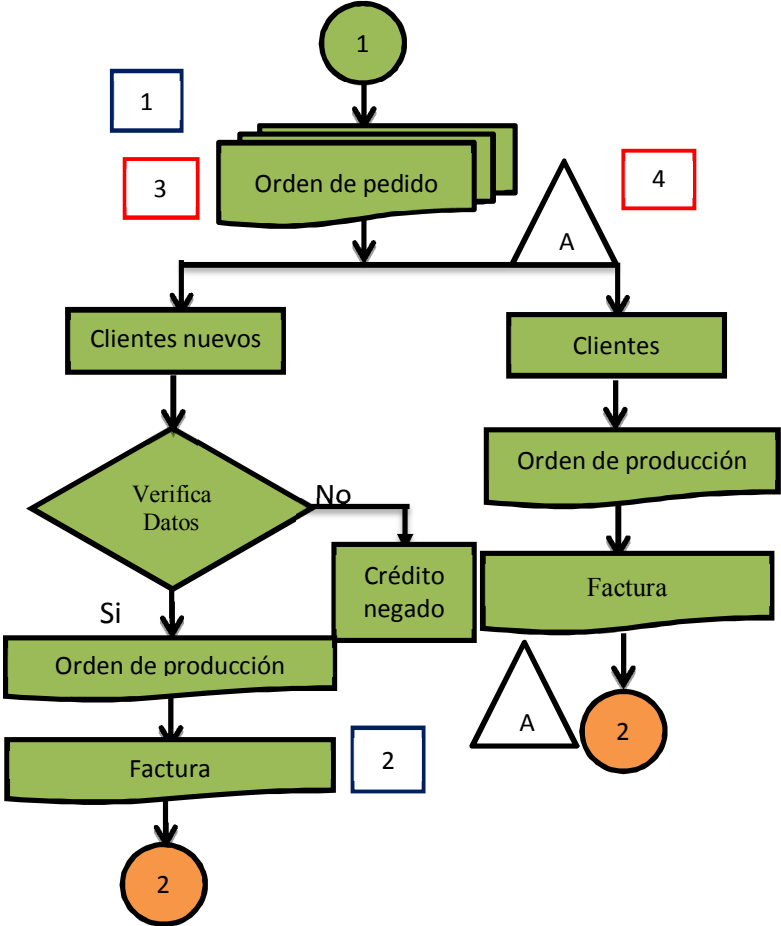 1
1
3
Orden de pedido
4
A
Clientes nuevos
Clientes
Verifica
Datos
No
Orden de producción
Crédito
negado
Factura
Si
Orden de producción
A
2
Factura
2
2